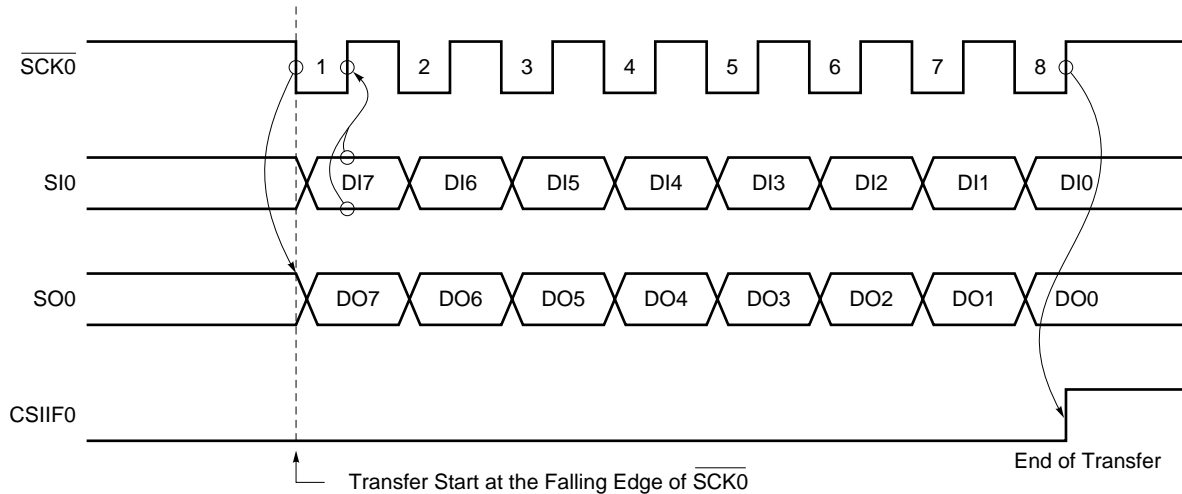 SCK0 1 2 3 4 5 6 7 8
SI0 DI7 DI6 DI5 DI4 DI3 DI2 DI1 DI0
SO0 DO7 DO6 DO5 DO4 DO3 DO2 DO1 DO0
CSIIF0
End of Transfer
Transfer Start at the Falling Edge of SCK0